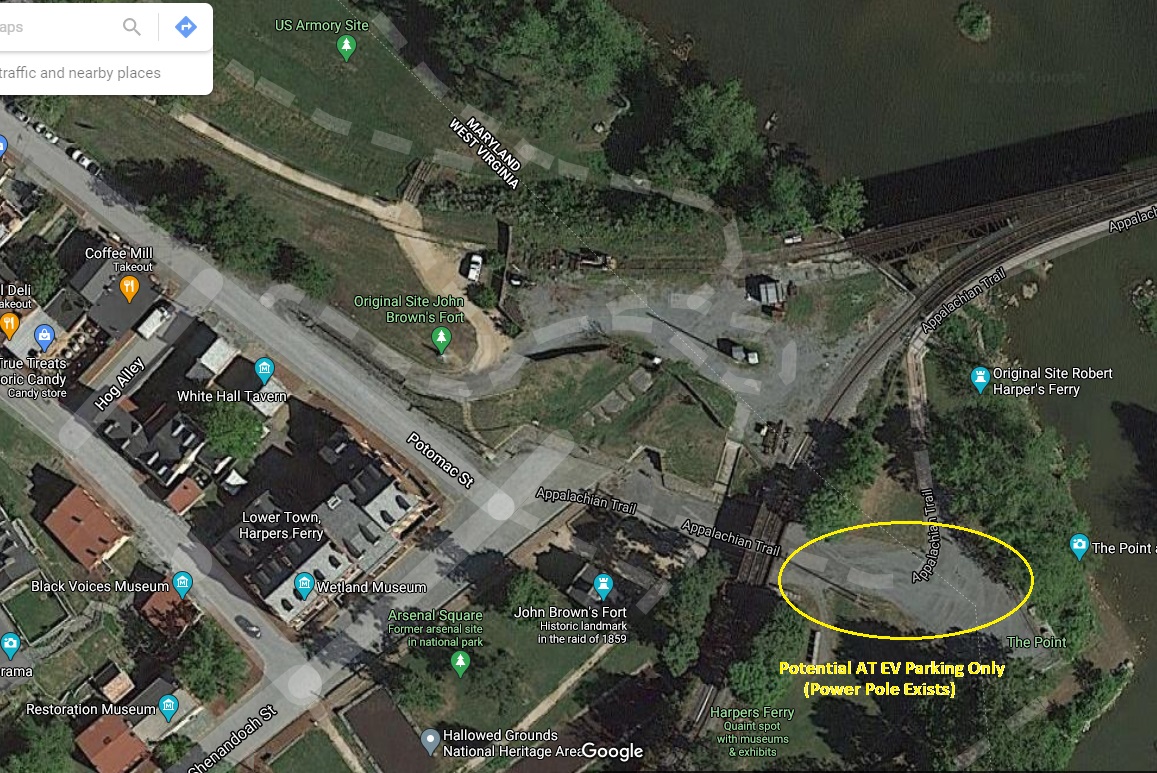 aps
traffic and nearby places
US Armory Site
© 2020 Google
MARYLAND
WEST VIRGINIA
Appalach
Coffee Mill
Takeout
l Deli
akeout
True Treats
oric Candy
Candy store
Hog Alley
White Hall Tavern
Original Site John
Brown's Fort
Appalachian Trail
Original Site Robert
Harper's Ferry
Potomac St
Appalachian Trail
Appalachian Trail
Appalachian Trail
Lower Town,
Harpers Ferry
Black Voices Museum
Wetland Museum
Arsenal Square
Former arsenal site
in national park
John Brown's Fort
Historic landmark
in the raid of 1859
The Point a
The Point
rama
Potential AT EV Parking Only
(Power Pole Exists)
Restoration Museum
Shenandoah St
Hallowed Grounds
National Heritage Area
Google
Harpers Ferry
Quaint spot
with museums
& exhibits